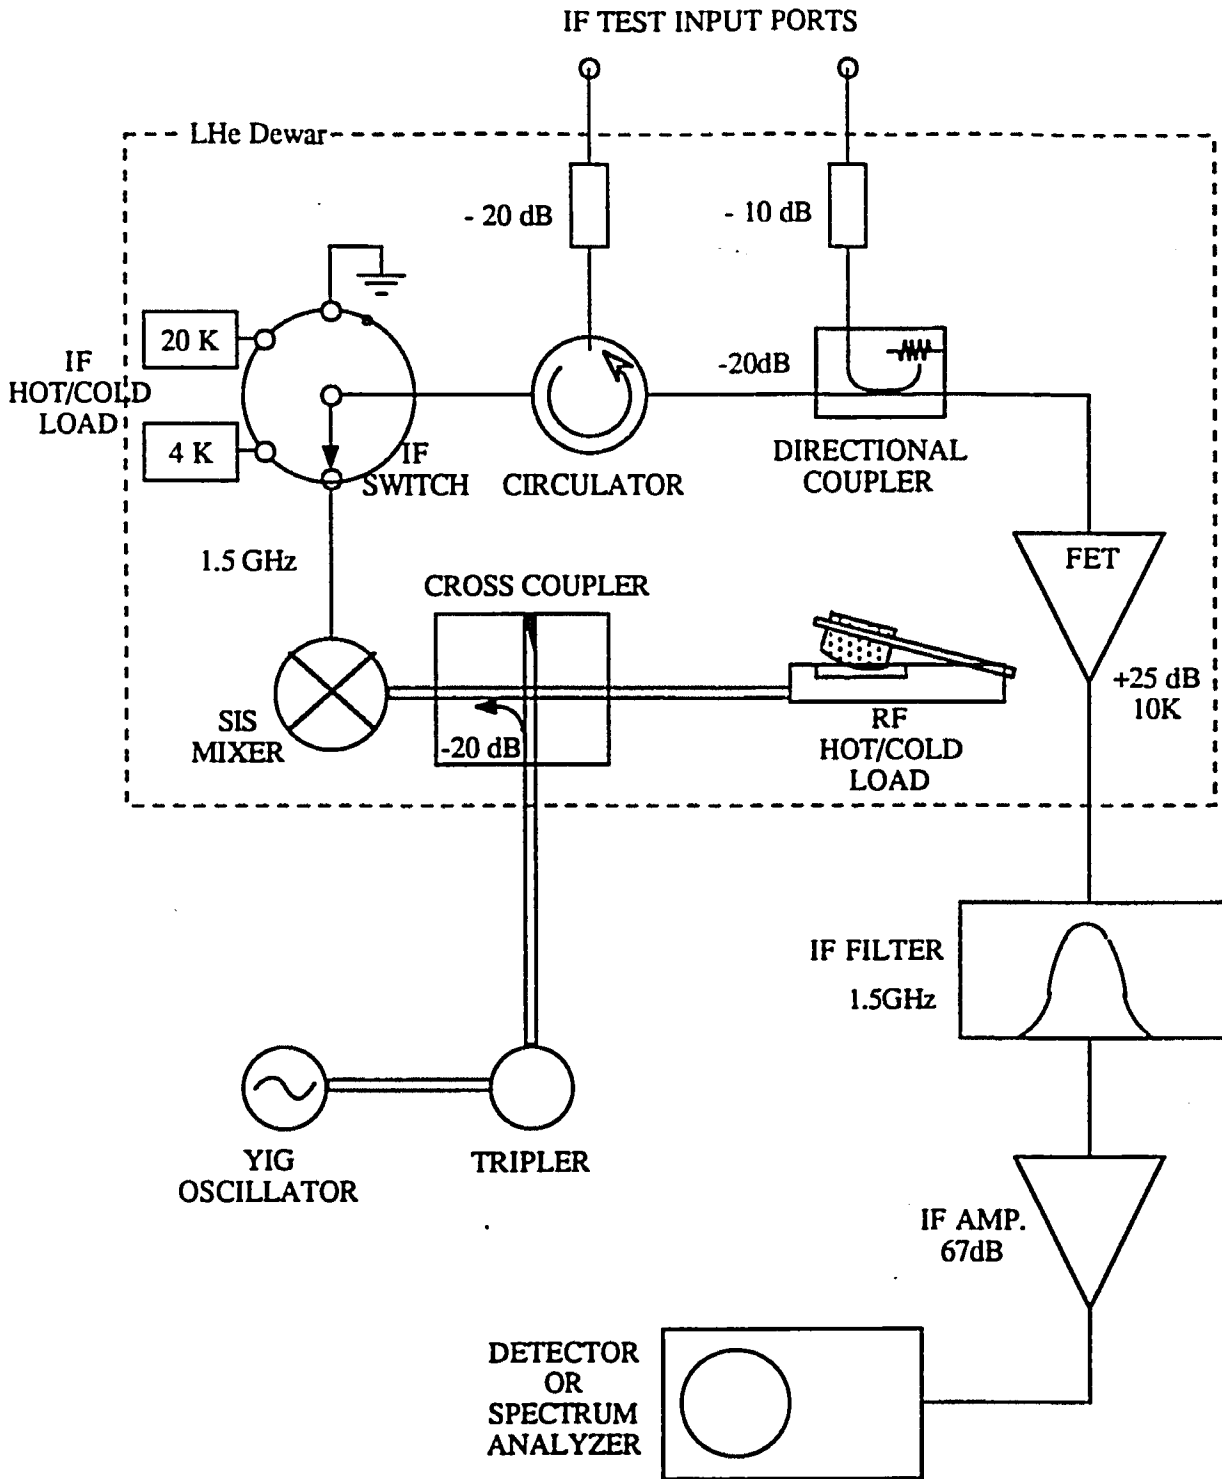 IF TEST INPUT PORTS
LHe Dewar
- 20 dB
- 10 dB
20 K
IF
HOT/COLD
LOAD
4 K
-20dB
IF
SWITCH
CIRCULATOR
DIRECTIONAL
COUPLER
1.5 GHz
FET
CROSS COUPLER
+25 dB
10K
SIS
MIXER
-20 dB
RF
HOT/COLD
LOAD
IF FILTER
1.5GHz
YIG
OSCILLATOR
TRIPLER
IF AMP.
67dB
DETECTOR
OR
SPECTRUM
ANALYZER